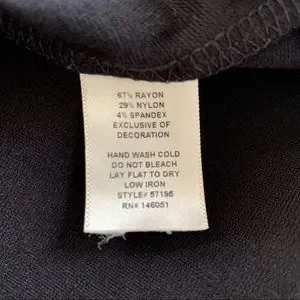 67% RAYON
29% NYLON
4% SPANDEX
EXCLUSIVE OF
DECORATION
HAND WASH COLD
DO NOT BLEACH
LAY FLAT TO DRY
LOW IRON
STYLE# 57195
RN# 146051